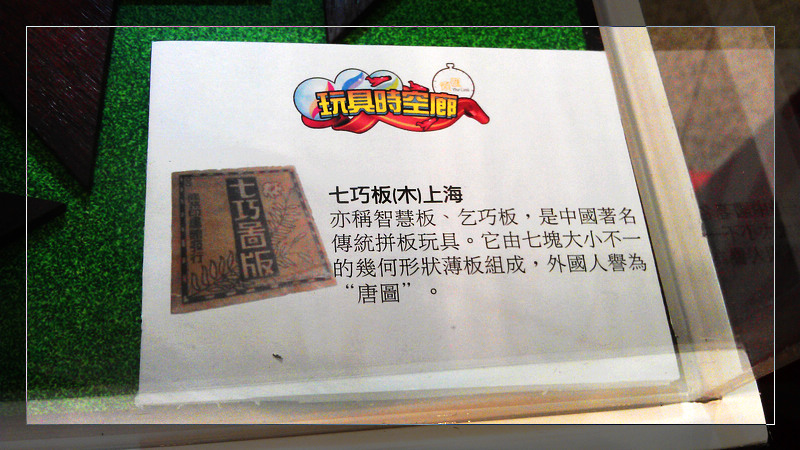 玩具時空廊
七巧板(木)上海
亦稱智慧板、乞巧板，是中國著名
傳統拼板玩具。它由七塊大小不一
的幾何形狀薄板組成，外國人譽為
“唐圖”。
七巧圖版